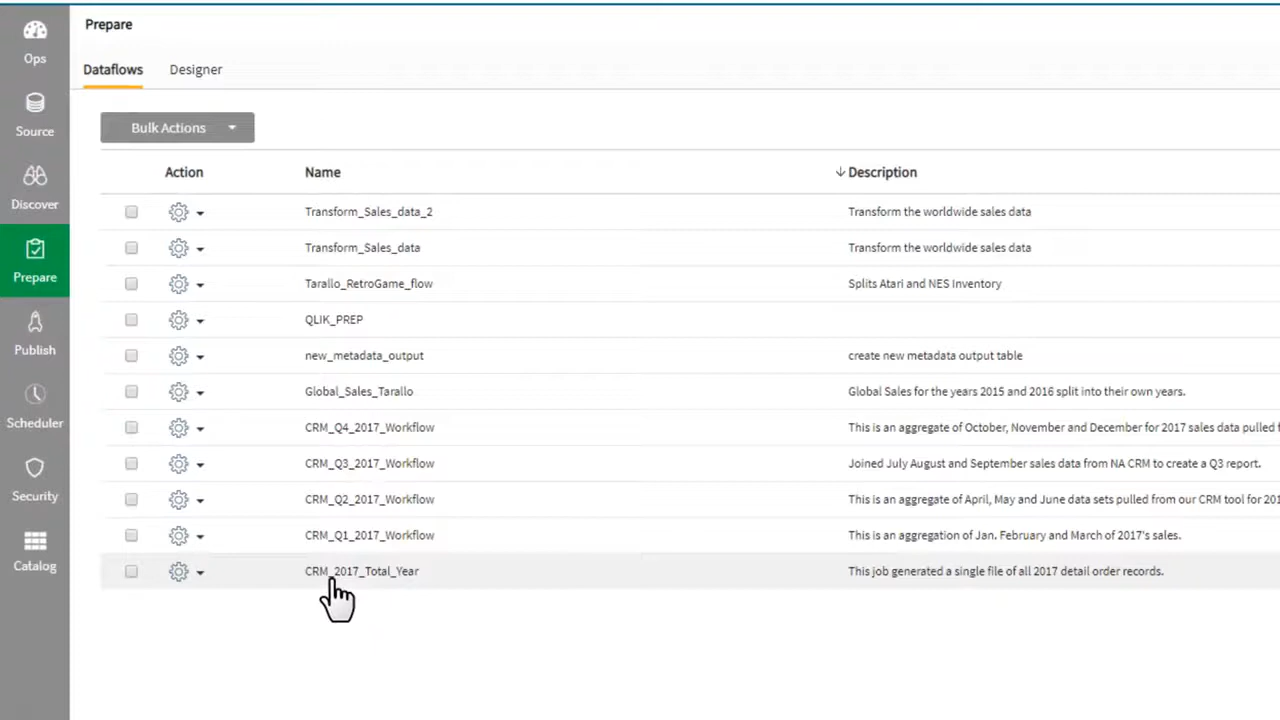 Prepare
Ops
Dataflows Designer
Source
Bulk Actions
Discover
Action Name Description
Transform_Sales_data_2 Transform the worldwide sales data
Transform_Sales_data Transform the worldwide sales data
Prepare
Tarallo_RetroGame_flow Splits Atari and NES Inventory
QLIK_PREP
Publish
new_metadata_output create new metadata output table
Global_Sales_Tarallo Global Sales for the years 2015 and 2016 split into their own years.
Scheduler
CRM_Q4_2017_Workflow This is an aggregate of October, November and December for 2017 sales data pulled
CRM_Q3_2017_Workflow Joined July August and September sales data from NA CRM to create a Q3 report.
Security
CRM_Q2_2017_Workflow This is an aggregate of April, May and June data sets pulled from our CRM tool for
CRM_Q1_2017_Workflow This is an aggregation of Jan. February and March of 2017's sales.
Catalog
CRM_2017_Total_Year This job generated a single file of all 2017 detail order records.